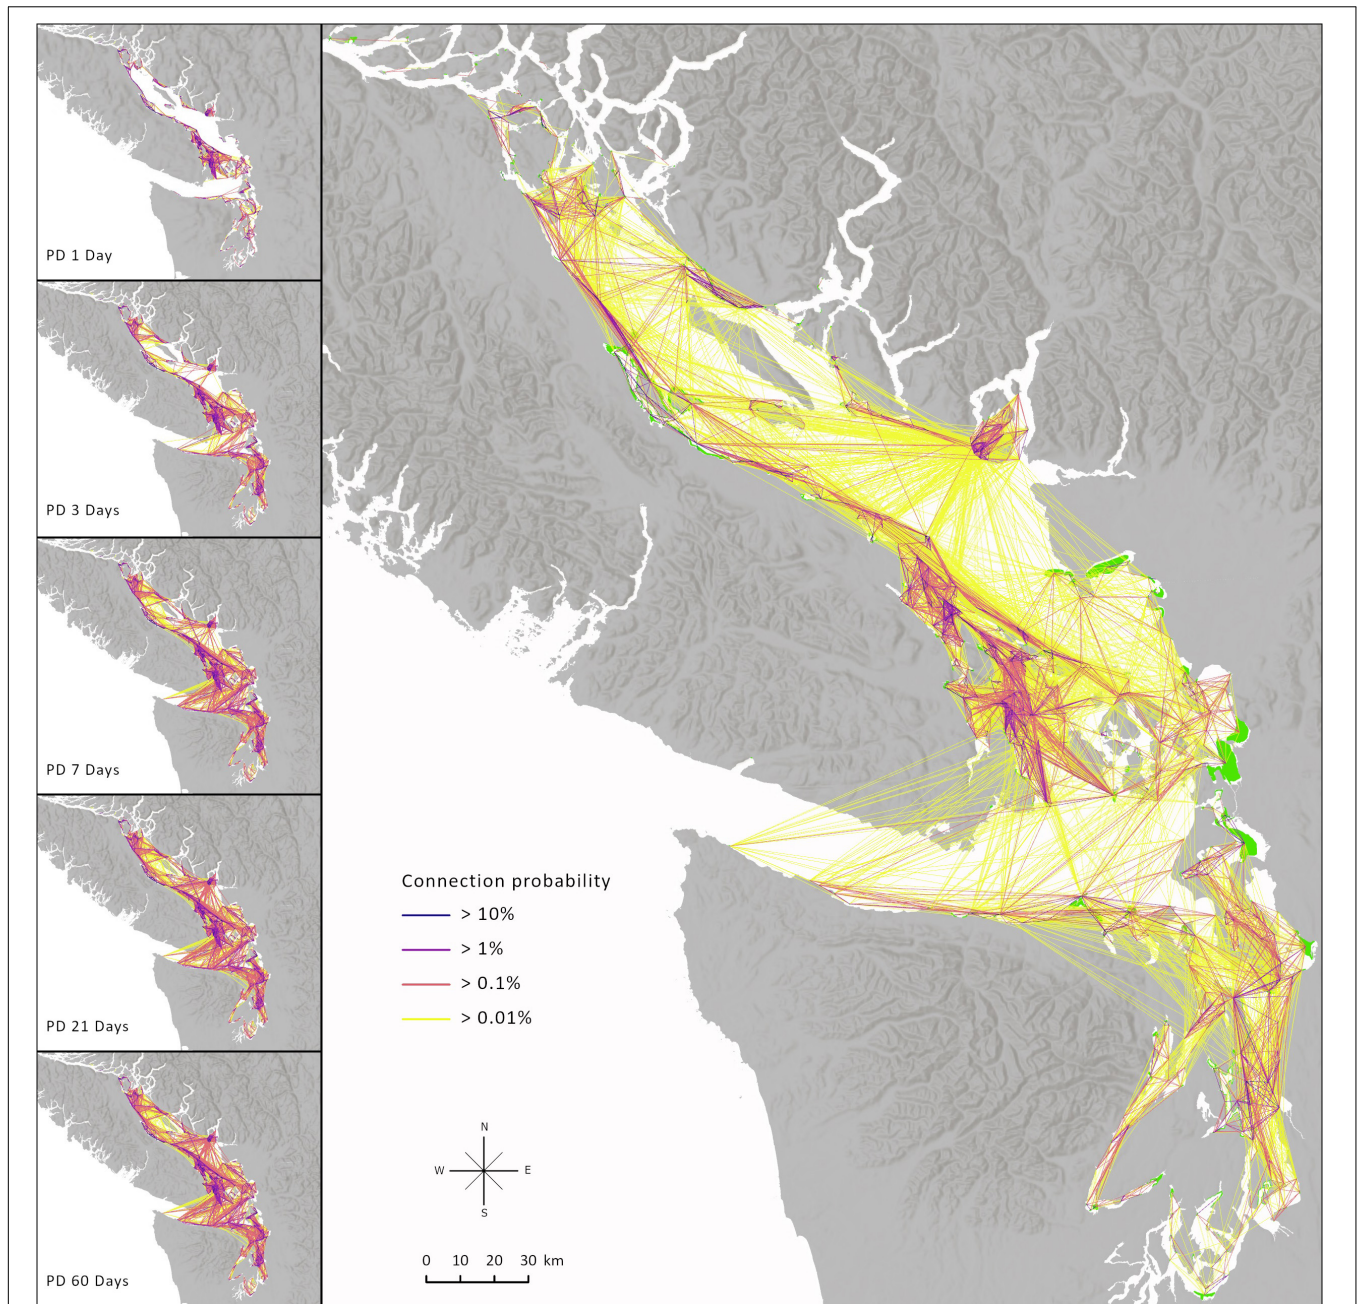 PD 1 Day
PD 3 Days
PD 7 Days
PD 21 Days
PD 60 Days
Connection probability
> 10%
> 1%
> 0.1%
> 0.01%
N
W E
S
0 10 20 30 km